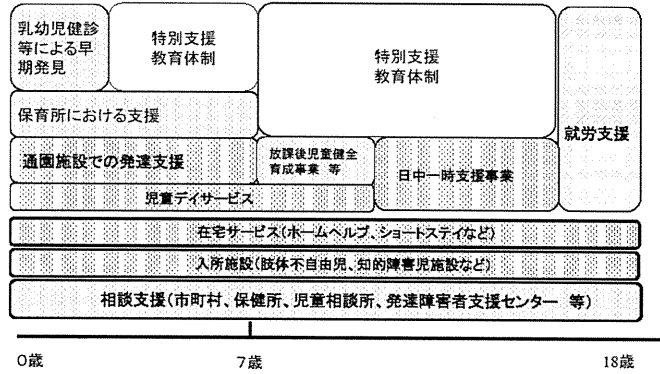 乳幼児健診
等による早
期発見
特別支援
教育体制
特別支援
教育体制
就労支援
保育所における支援
通園施設での発達支援
放課後児童健全
育成事業 等
日中一時支援事業
児童デイサービス
在宅サービス(ホームヘルプ、ショートステイなど)
入所施設(肢体不自由児、知的障害児施設など)
相談支援(市町村、保健所、児童相談所、発達障害者支援センター 等)
0歳
7歳
18歳